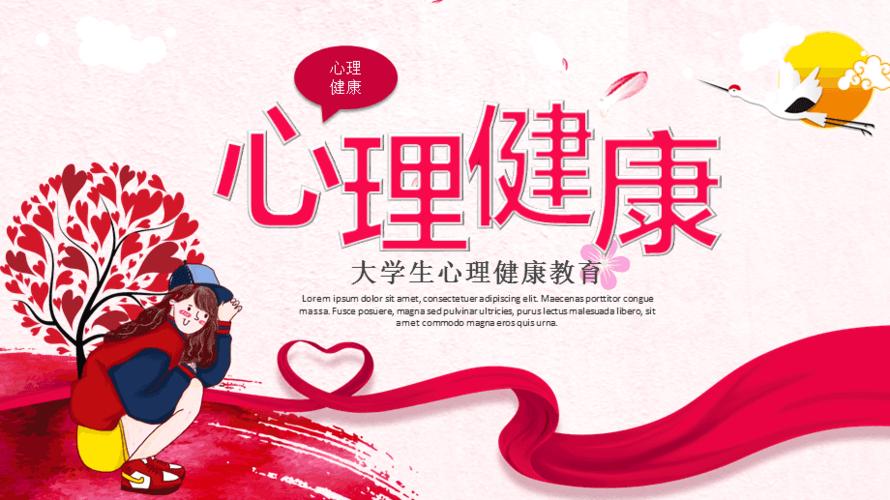 心理
健康
心理健康
大学生心理健康教育
Lorem ipsum dolor sit amet, consectetuer adipiscing elit. Maecenas porttitor congue
massa. Fusce posuere, magna sed pulvinar ultricies, purus lectus malesuada libero, sit
amet commodo magna eros quis urna.